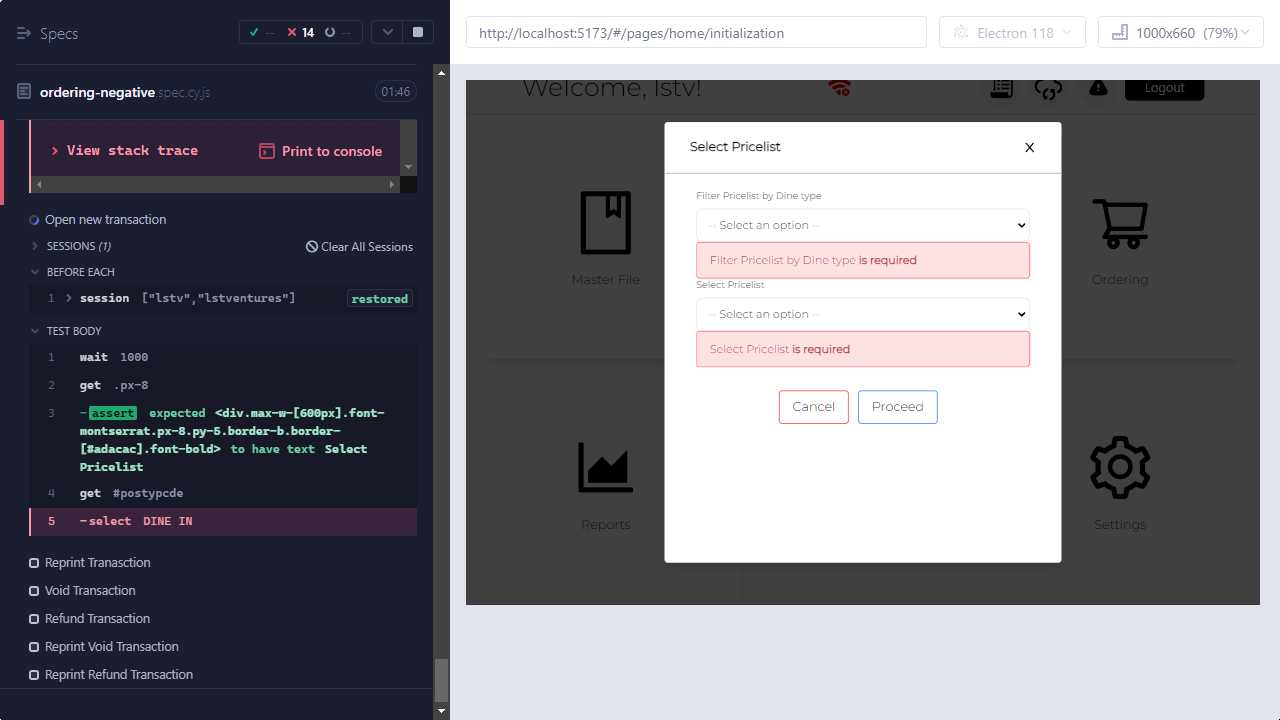 Specs
-- 14 --
http://localhost:5173/#/pages/home/initialization
Electron 118
1000x660 (79%)
ordering-negative.spec.cy.js
01:46
View stack trace
Print to console
Open new transaction
SESSIONS (1)
Clear All Sessions
BEFORE EACH
1 session ["lstv","lstventures"] restored
TEST BODY
1 wait 1000
2 get .px-8
3 -assert expected <div.max-w-[600px].font-
montserrat.px-8.py-5.border-b.border-
[#adacac].font-bold> to have text Select
Pricelist
4 get #postypcde
5 -select DINE IN
Reprint Tranasction
Void Transaction
Refund Transaction
Reprint Void Transaction
Reprint Refund Transaction
Welcome, lstv!
Logout
Select Pricelist
X
Filter Pricelist by Dine type
-- Select an option --
Filter Pricelist by Dine type is required
Select Pricelist
-- Select an option --
Select Pricelist is required
Cancel
Proceed
Master File
Ordering
Reports
Settings